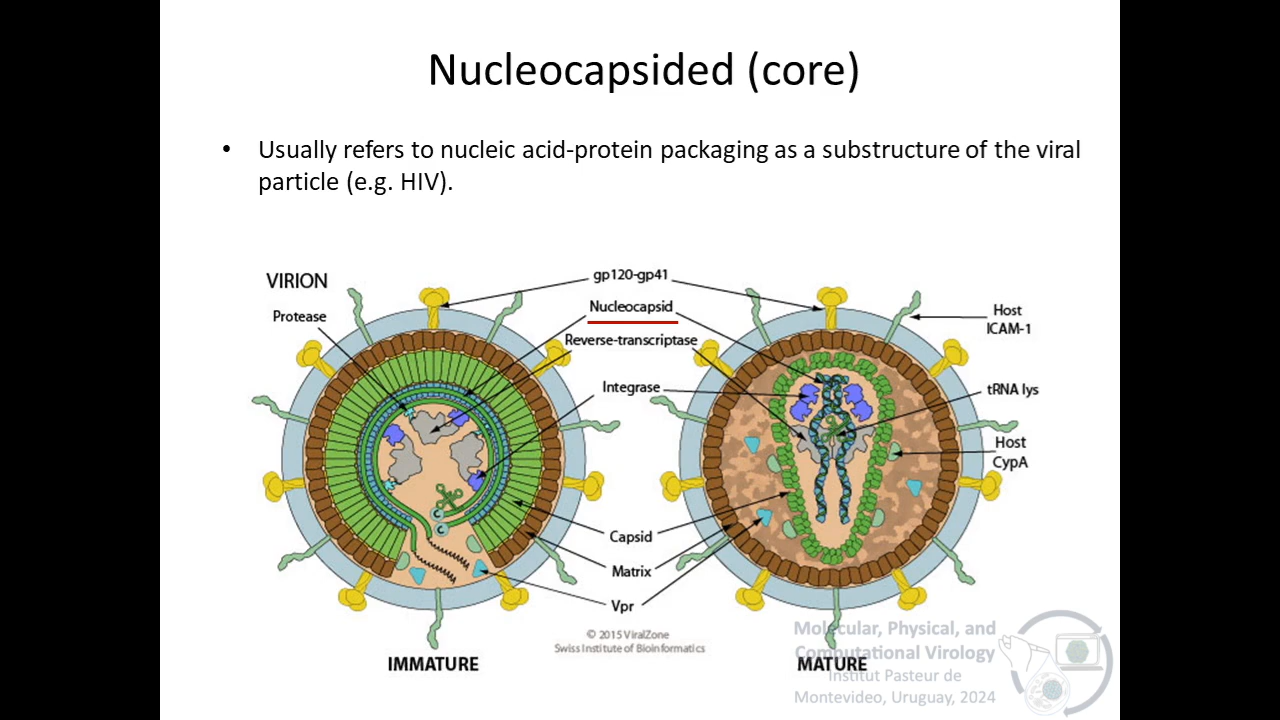 Nucleocapsided (core)
• Usually refers to nucleic acid-protein packaging as a substructure of the viral
particle (e.g. HIV).
VIRION
gp120-gp41
Nucleocapsid
Protease
Reverse-transcriptase
Host
ICAM-1
Integrase
tRNA lys
Host
CypA
Capsid
Matrix
Vpr
© 2015 ViralZone
Swiss Institute of Bioinformatics
IMMATURE
MATURE
Molecular, Physical, and
Computational Virology
Institut Pasteur de
Montevideo, Uruguay, 2024